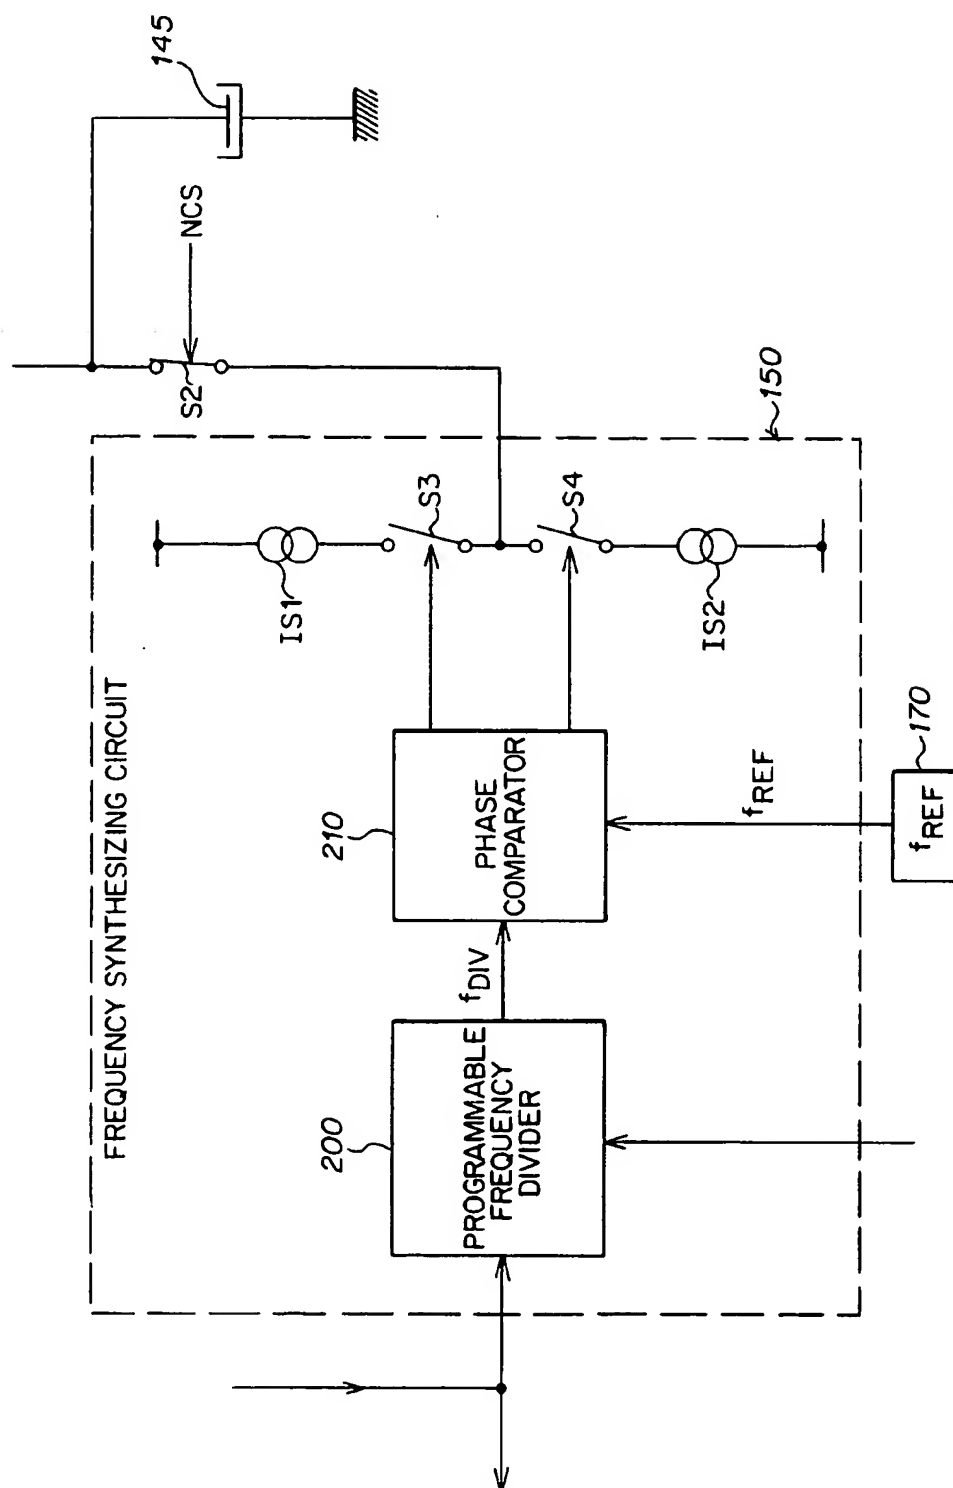 FREQUENCY SYNTHESIZING CIRCUIT
145
NCS
S2
150
IS1
S3
S4
IS2
210
PHASE
COMPARATOR
fREF
170
fREF
fDIV
200
PROGRAMMABLE
FREQUENCY
DIVIDER